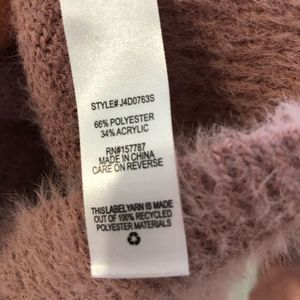 STYLE# J4D0763S
66% POLYESTER
34% ACRYLIC
RN#157787
MADE IN CHINA
CARE ON REVERSE
THIS LABEL YARN IS MADE
OUT OF 100% RECYCLED
POLYESTER MATERIALS